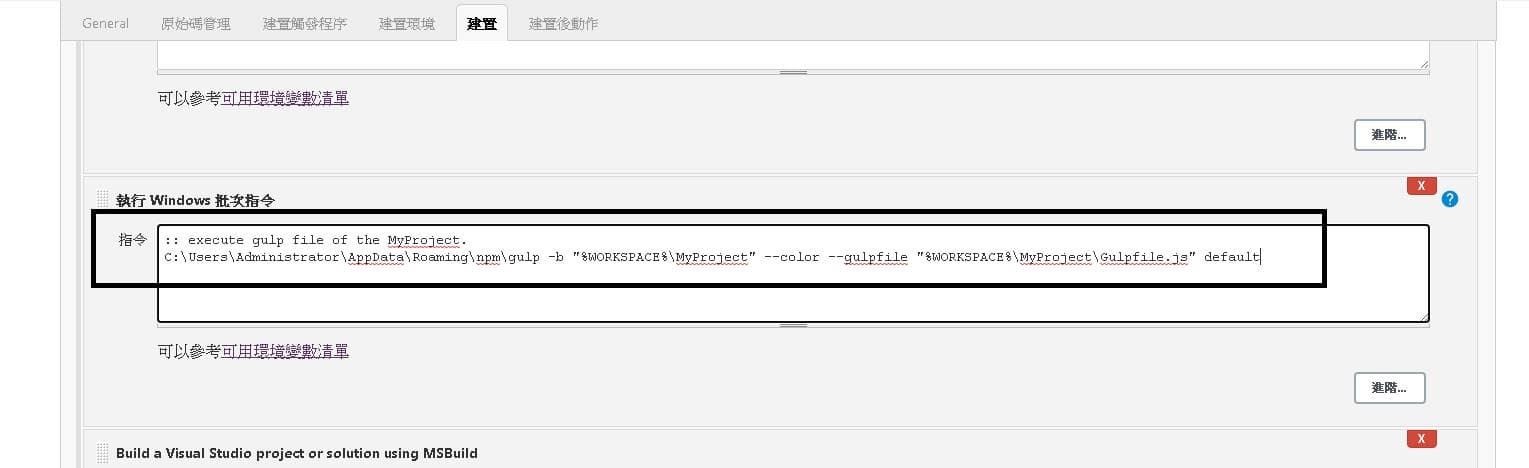 General 原始碼管理 建置觸發程序 建置環境 建置 建置後動作
可以參考可用環境變數清單
進階...
X
執行 Windows 批次指令
?
指令
:: execute gulp file of the MyProject.
C:\Users\Administrator\AppData\Roaming\npm\gulp -b "%WORKSPACE%\MyProject" --color --gulpfile "%WORKSPACE%\MyProject\Gulpfile.js" default
可以參考可用環境變數清單
進階...
X
Build a Visual Studio project or solution using MSBuild